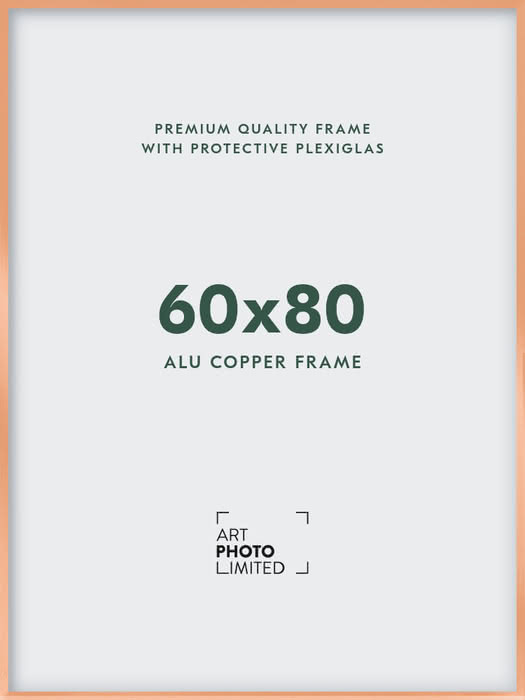 PREMIUM QUALITY FRAME
WITH PROTECTIVE PLEXIGLAS
60x80
ALU COPPER FRAME
ART
PHOTO
LIMITED